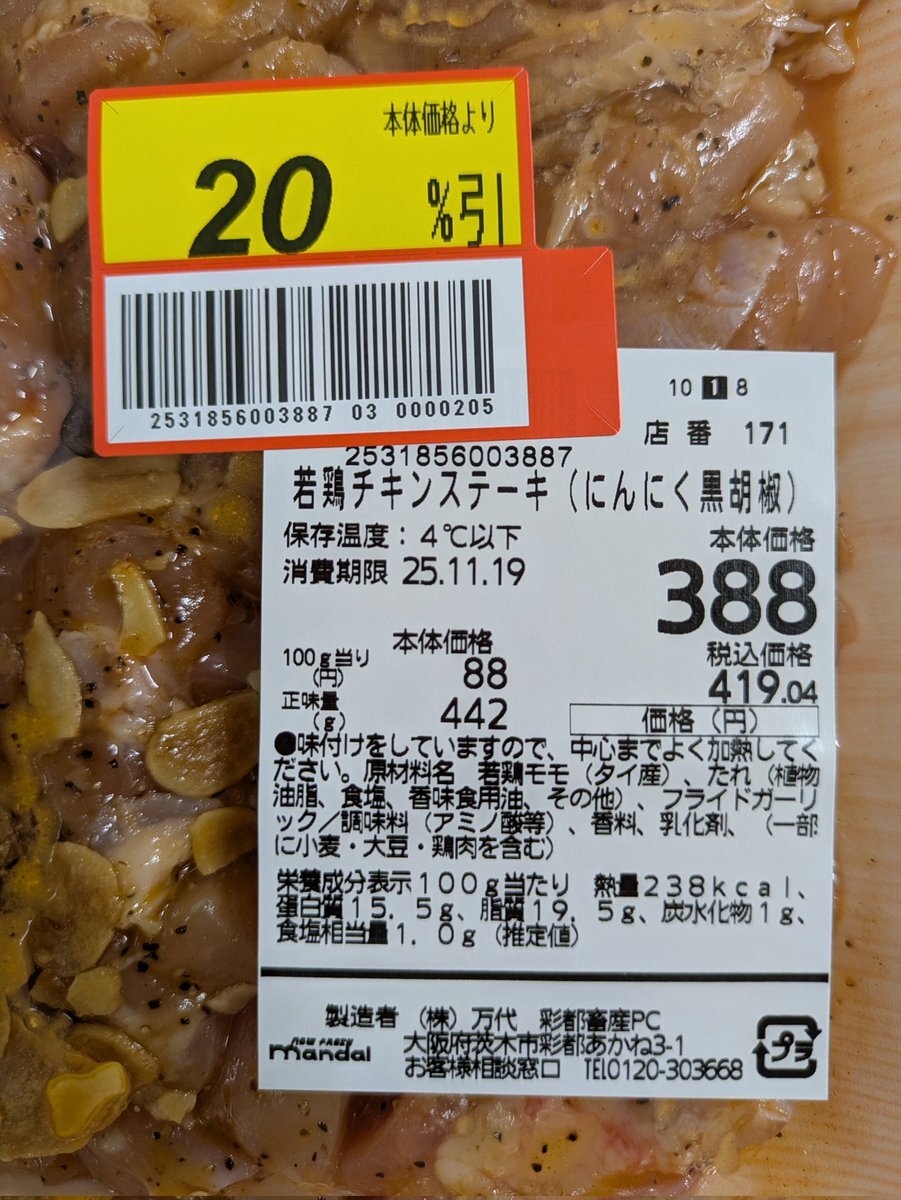 本体価格より
20 %引
2531856003887 03 0000205
10 1 8
店番 171
2531856003887
若鶏チキンステーキ(にんにく黒胡椒)
保存温度:4℃以下
消費期限 25.11.19
本体価格
388
税込価格
419.04
価格(円)
本体価格
100g当り(円) 88
正味量(g) 442
●味付けをしていますので、中心までよく加熱してく
ださい。原材料名 若鶏モモ(タイ産)、たれ(植物
油脂、食塩、香味食用油、その他)、フライドガーリ
ック/調味料(アミノ酸等)、香料、乳化剤、(一部
に小麦・大豆・鶏肉を含む)
栄養成分表示100g当たり 熱量238kcal、
蛋白質15.5g、脂質19.5g、炭水化物1g、
食塩相当量1.0g(推定値)
製造者 (株)万代 彩都畜産PC
大阪府茨木市彩都あかね3-1
お客様相談窓口 TEL0120-303668
mandai
プラ